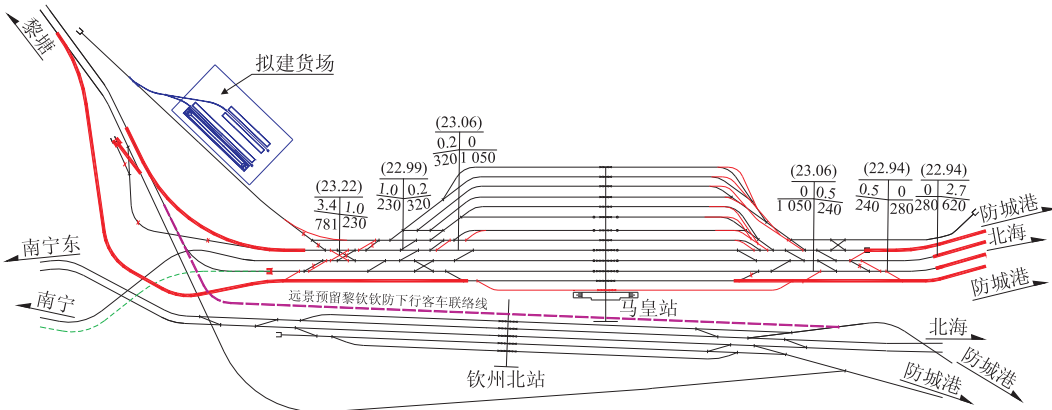 黎塘
拟建货场
(23.06)
0.2 0
320 1 050
(22.99)
1.0 0.2
230 320
(23.22)
3.4 1.0
781 230
(23.06)
0 0.5
1 050 240
(22.94)
0.5 0
240 280
(22.94)
0 2.7
280 620
防城港
北海
防城港
南宁东
南宁
远景预留黎钦钦防下行客车联络线
马皇站
钦州北站
北海
防城港
防城港